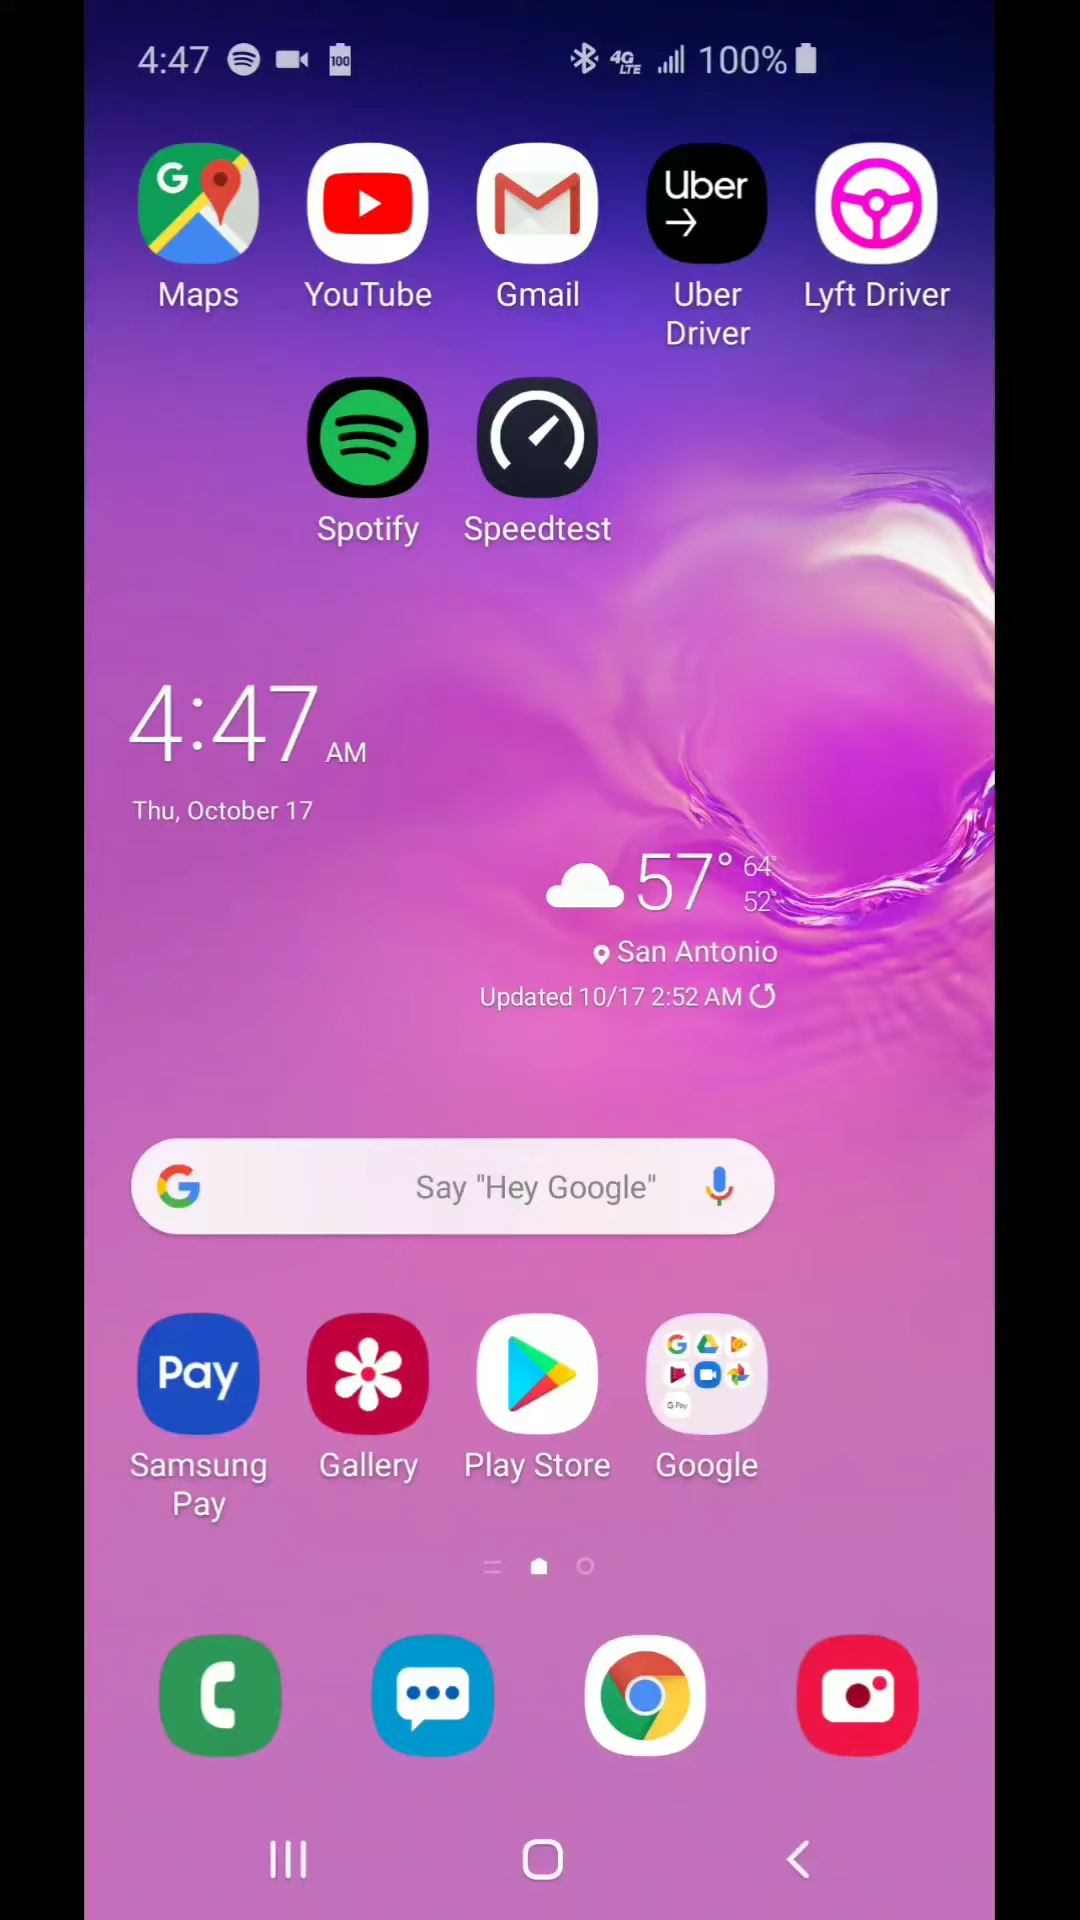 4:47 100 4G LTE 100%
G
Uber
Maps YouTube Gmail Uber Driver Lyft Driver
Spotify Speedtest
4:47 AM
Thu, October 17
57° 64°
52°
San Antonio
Updated 10/17 2:52 AM
G Say "Hey Google"
Pay
G Pay
Samsung Pay Gallery Play Store Google